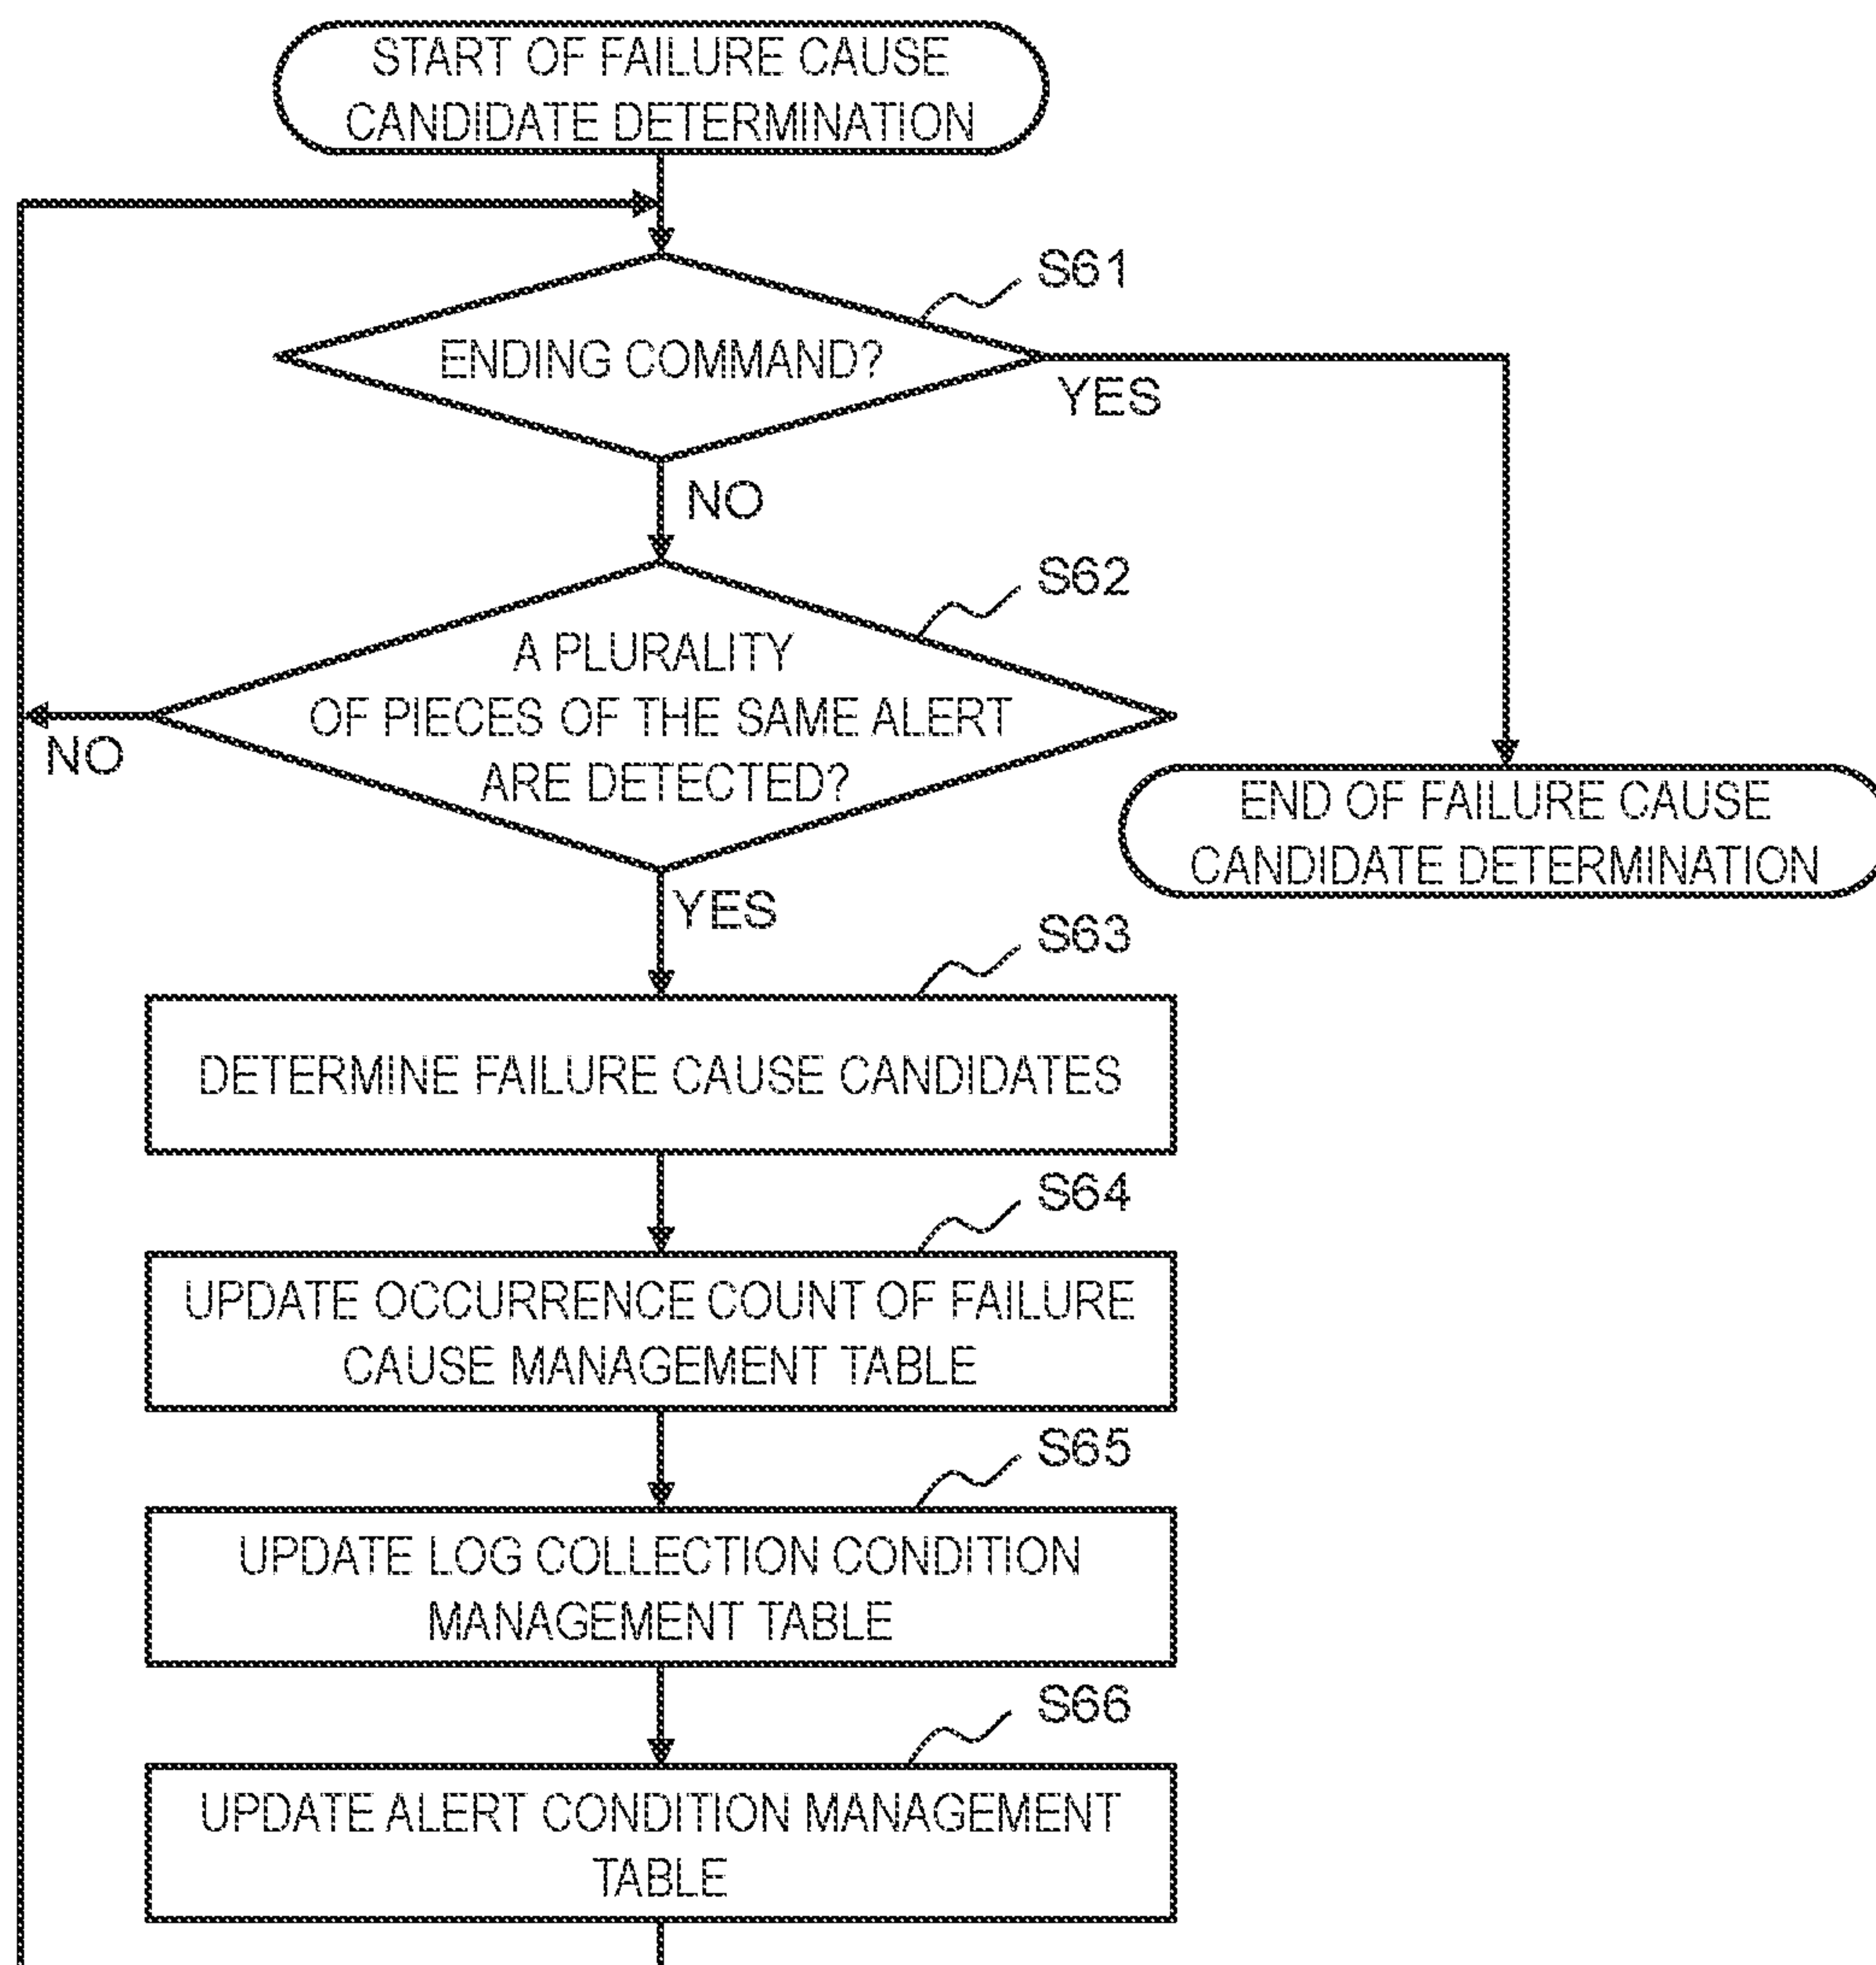 START OF FAILURE CAUSE
CANDIDATE DETERMINATION
S61
ENDING COMMAND?
YES
NO
S62
A PLURALITY
OF PIECES OF THE SAME ALERT
ARE DETECTED?
NO
END OF FAILURE CAUSE
CANDIDATE DETERMINATION
YES
S63
DETERMINE FAILURE CAUSE CANDIDATES
S64
UPDATE OCCURRENCE COUNT OF FAILURE
CAUSE MANAGEMENT TABLE
S65
UPDATE LOG COLLECTION CONDITION
MANAGEMENT TABLE
S66
UPDATE ALERT CONDITION MANAGEMENT
TABLE